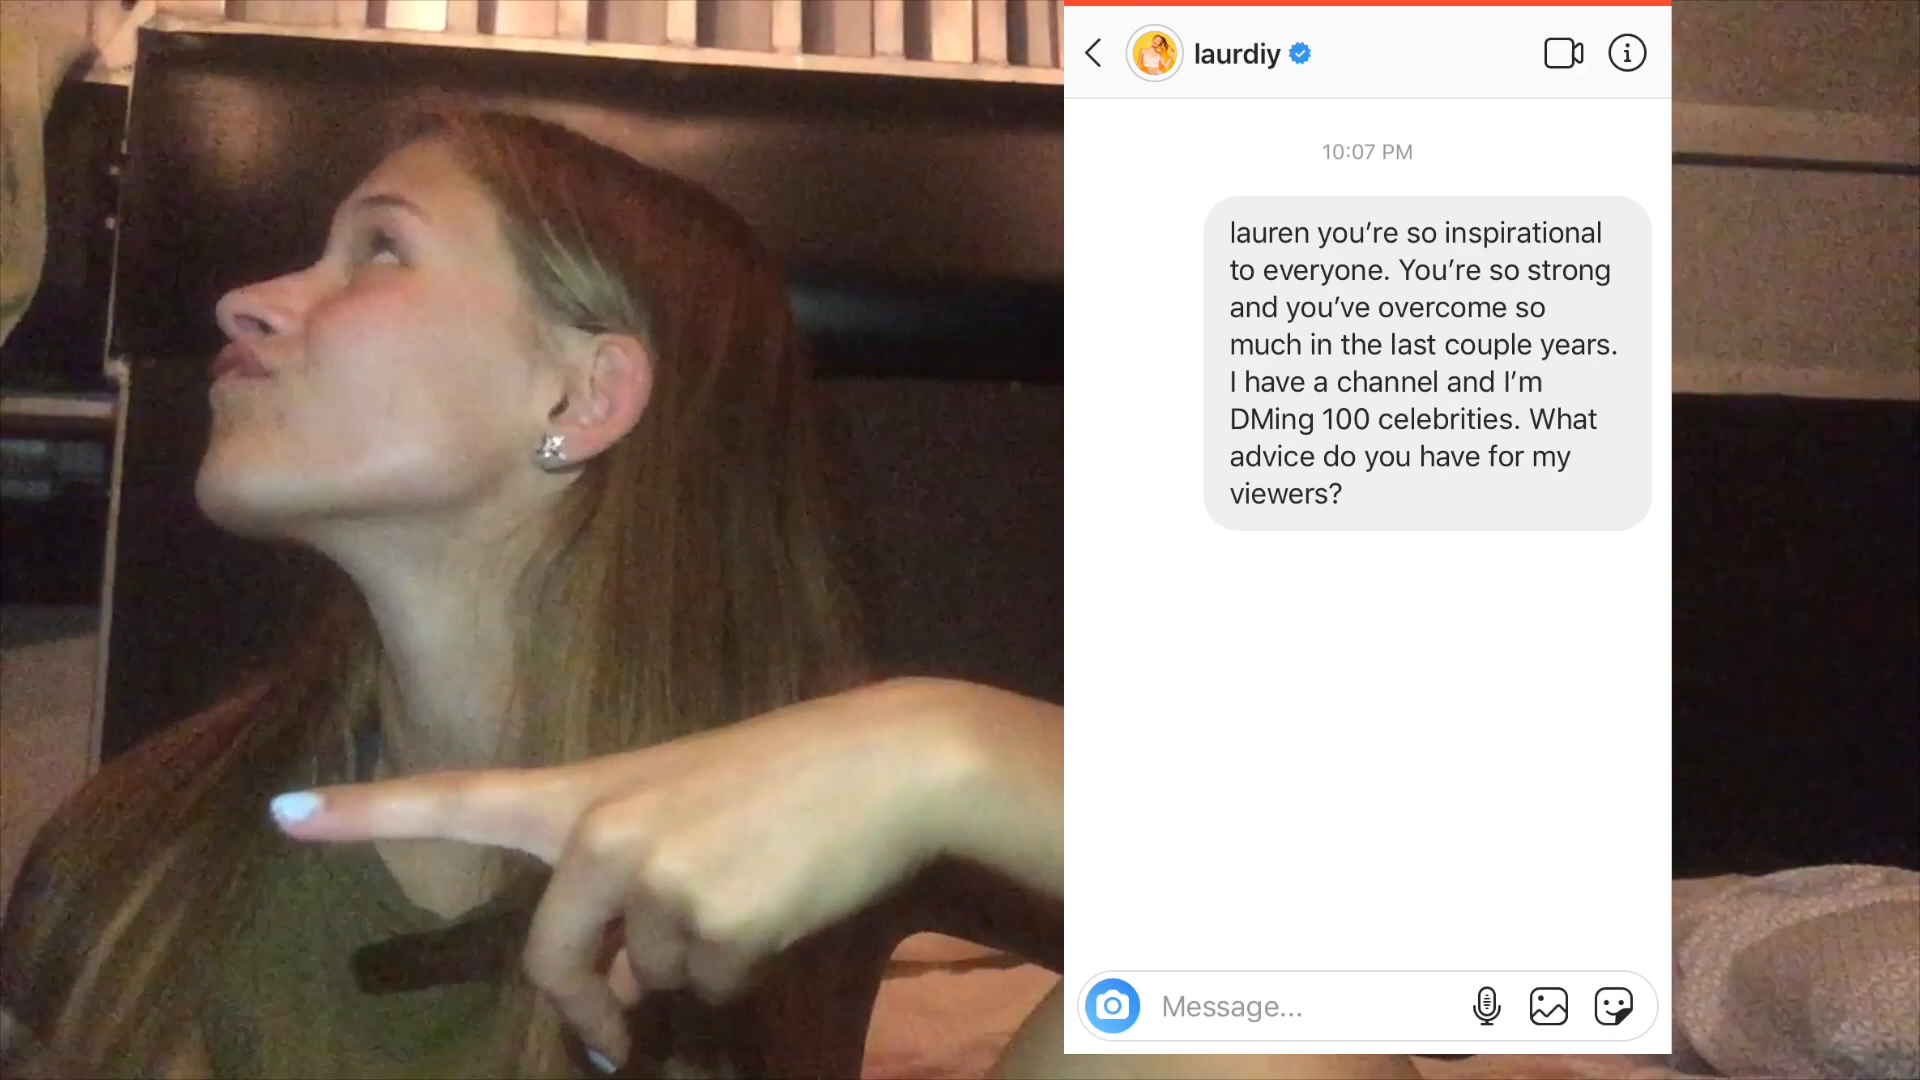 laurdiy
10:07 PM
lauren you're so inspirational
to everyone. You're so strong
and you've overcome so
much in the last couple years.
I have a channel and I'm
DMing 100 celebrities. What
advice do you have for my
viewers?
Message...